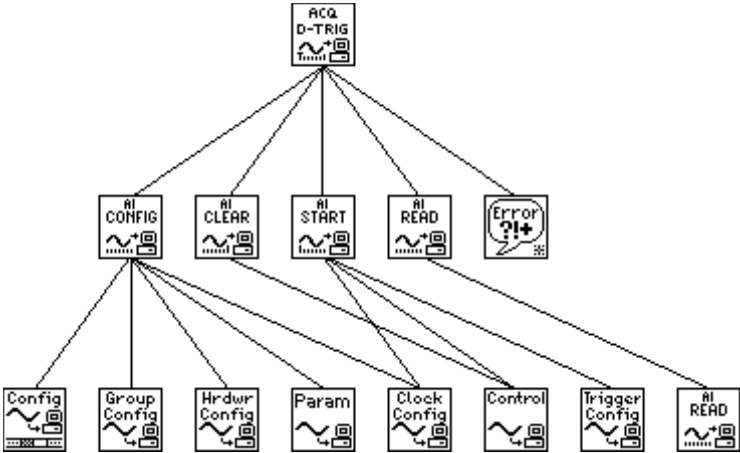 ACQ
D-TRIG
AI
CONFIG
AI
CLEAR
AI
START
AI
READ
Error
?!+
Config
Group
Config
Hrdwr
Config
Param
Clock
Config
Control
Trigger
Config
AI
READ